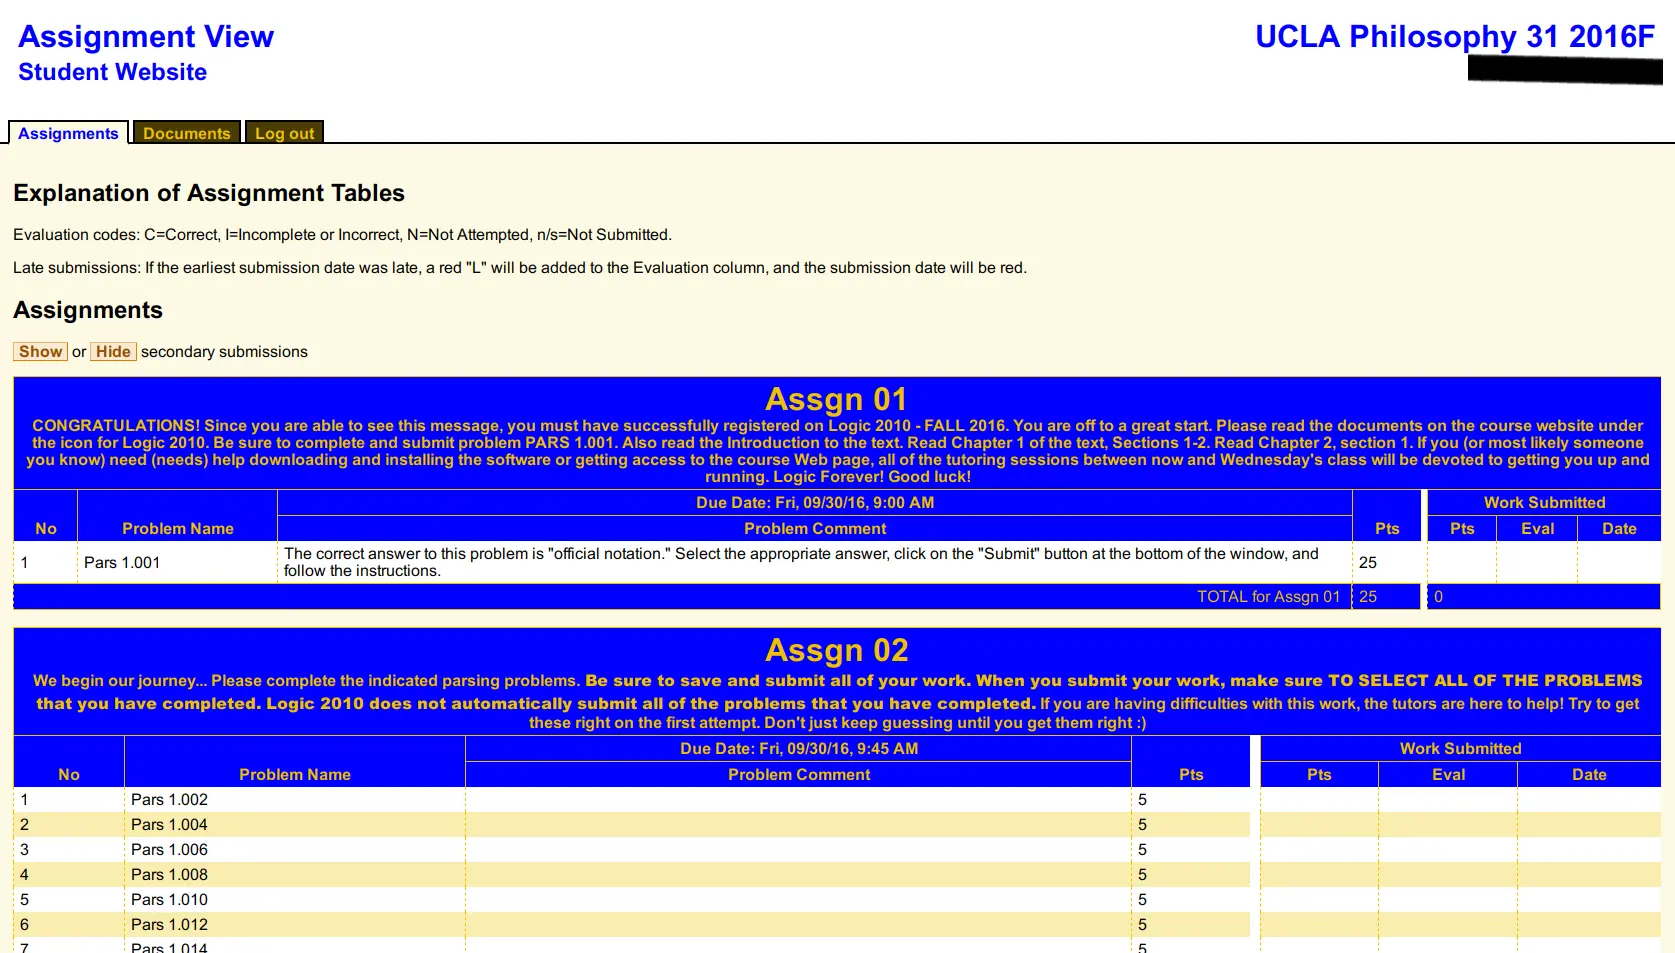 Assignment View
UCLA Philosophy 31 2016F
Student Website
Assignments
Documents
Log out
Explanation of Assignment Tables
Evaluation codes: C=Correct, I=Incomplete or Incorrect, N=Not Attempted, n/s=Not Submitted.
Late submissions: If the earliest submission date was late, a red "L" will be added to the Evaluation column, and the submission date will be red.
Assignments
Show or Hide secondary submissions
Assgn 01
CONGRATULATIONS! Since you are able to see this message, you must have successfully registered on Logic 2010 - FALL 2016. You are off to a great start. Please read the documents on the course website under
the icon for Logic 2010. Be sure to complete and submit problem PARS 1.001. Also read the Introduction to the text. Read Chapter 1 of the text, Sections 1-2. Read Chapter 2, section 1. If you (or most likely someone
you know) need (needs) help downloading and installing the software or getting access to the course Web page, all of the tutoring sessions between now and Wednesday's class will be devoted to getting you up and
running. Logic Forever! Good luck!
Due Date: Fri, 09/30/16, 9:00 AM
Work Submitted
No Problem Name Problem Comment Pts Pts Eval Date
1 Pars 1.001 The correct answer to this problem is "official notation." Select the appropriate answer, click on the "Submit" button at the bottom of the window, and
follow the instructions. 25
TOTAL for Assgn 01 25 0
Assgn 02
We begin our journey... Please complete the indicated parsing problems. Be sure to save and submit all of your work. When you submit your work, make sure TO SELECT ALL OF THE PROBLEMS
that you have completed. Logic 2010 does not automatically submit all of the problems that you have completed. If you are having difficulties with this work, the tutors are here to help! Try to get
these right on the first attempt. Don't just keep guessing until you get them right :)
Due Date: Fri, 09/30/16, 9:45 AM
Work Submitted
No Problem Name Problem Comment Pts Pts Eval Date
1 Pars 1.002 5
2 Pars 1.004 5
3 Pars 1.006 5
4 Pars 1.008 5
5 Pars 1.010 5
6 Pars 1.012 5
7 Pars 1.014 5